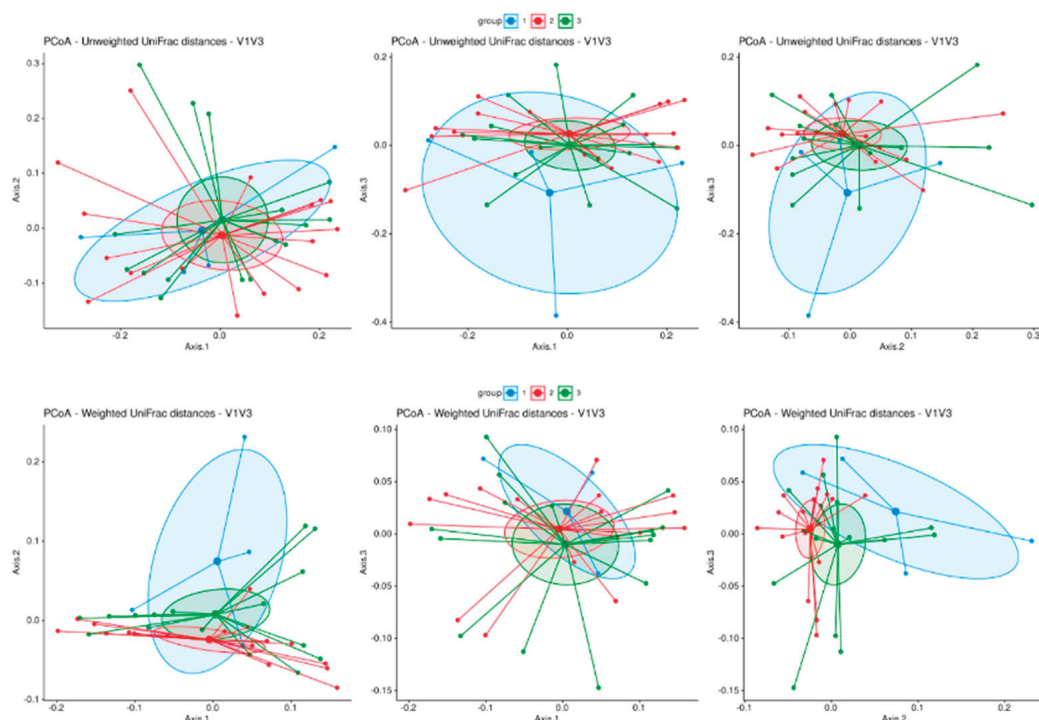 group 1 2 3
PCoA - Unweighted UniFrac distances - V1V3
PCoA - Unweighted UniFrac distances - V1V3
PCoA - Unweighted UniFrac distances - V1V3
0.3
0.2
0.1
0.0
-0.1
Axis.2
-0.2
0.0
0.2
Axis.1
0.2
0.0
-0.2
-0.4
Axis.3
-0.2
0.0
0.2
Axis.1
0.2
0.0
-0.2
-0.4
Axis.3
-0.1
0.0
0.1
0.2
0.3
Axis.2
group 1 2 3
PCoA - Weighted UniFrac distances - V1V3
PCoA - Weighted UniFrac distances - V1V3
PCoA - Weighted UniFrac distances - V1V3
0.2
0.1
0.0
-0.1
Axis.2
-0.2
-0.1
0.0
0.1
Axis.1
0.10
0.05
0.00
-0.05
-0.10
-0.15
Axis.3
-0.2
-0.1
0.0
0.1
Axis.1
0.10
0.05
0.00
-0.05
-0.10
-0.15
Axis.3
-0.1
0.0
0.1
0.2
Axis.2